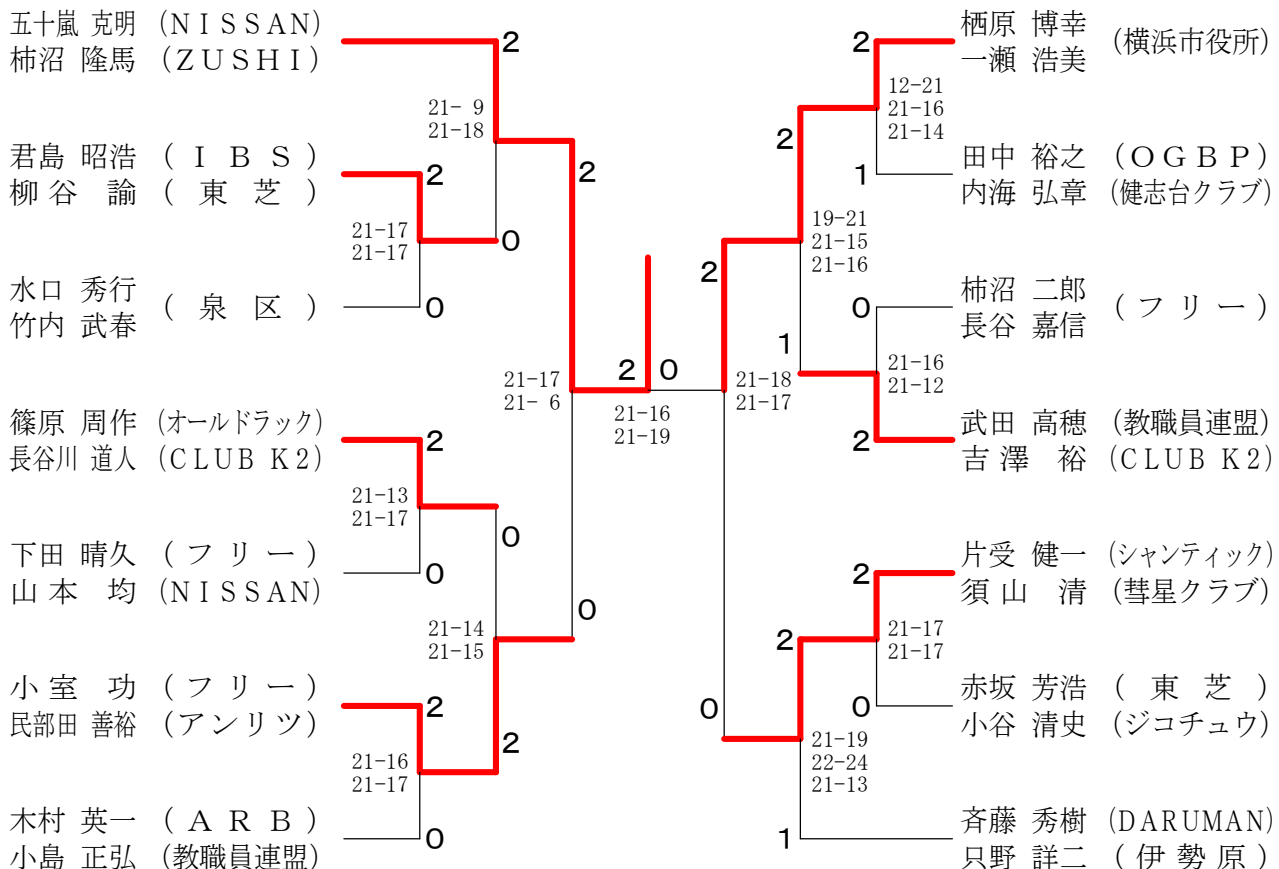 五十嵐 克明 (NISSAN)
柿沼 隆馬 (ZUSHI)
2
21- 9
21-18
君島 昭浩 (IBS)
柳谷 諭 (東芝)
2
2
21-17
21-17
0
水口 秀行
竹内 武春
(泉区)
0
21-17
21- 6
2 0
21-16
21-19
篠原 周作 (オールドラック)
長谷川 道人 (CLUB K2)
2
21-13
21-17
0
下田 晴久 (フリー)
山本 均 (NISSAN)
0
0
21-14
21-15
小室 功 (フリー)
民部田 善裕 (アンリツ)
2
2
21-16
21-17
木村 英一 (ARB)
小島 正弘 (教職員連盟)
0
2
栖原 博幸
一瀬 浩美
(横浜市役所)
12-21
21-16
21-14
2
1
田中 裕之 (OGBP)
内海 弘章 (健志台クラブ)
19-21
21-15
21-16
2
0
柿沼 二郎
長谷 嘉信
(フリー)
1
21-16
21-12
21-18
21-17
2
武田 高穂 (教職員連盟)
吉澤 裕 (CLUB K2)
2
片受 健一 (シャンティック)
須山 清 (彗星クラブ)
2
21-17
21-17
0
0
赤坂 芳浩 (東芝)
小谷 清史 (ジコチュウ)
21-19
22-24
21-13
1
斉藤 秀樹 (DARUMAN)
只野 詳二 (伊勢原)